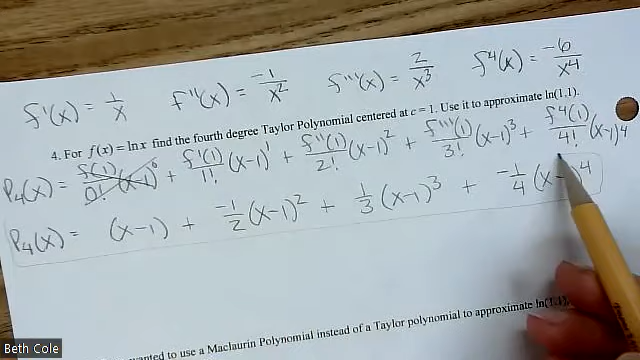 f'(x) = 1/x f''(x) = -1/x² f'''(x) = 2/x³ f⁴(x) = -6/x⁴
4. For f(x) = ln x find the fourth degree Taylor Polynomial centered at c = 1. Use it to approximate ln(1.1).
P₄(x) = f(1)/0! (x-1)⁰ + f'(1)/1! (x-1)¹ + f''(1)/2! (x-1)² + f'''(1)/3! (x-1)³ + f⁴(1)/4! (x-1)⁴
P₄(x) = (x-1) + -1/2 (x-1)² + 1/3 (x-1)³ + -1/4 (x-1)⁴
wanted to use a Maclaurin Polynomial instead of a Taylor polynomial to approximate ln(1.1),
Beth Cole